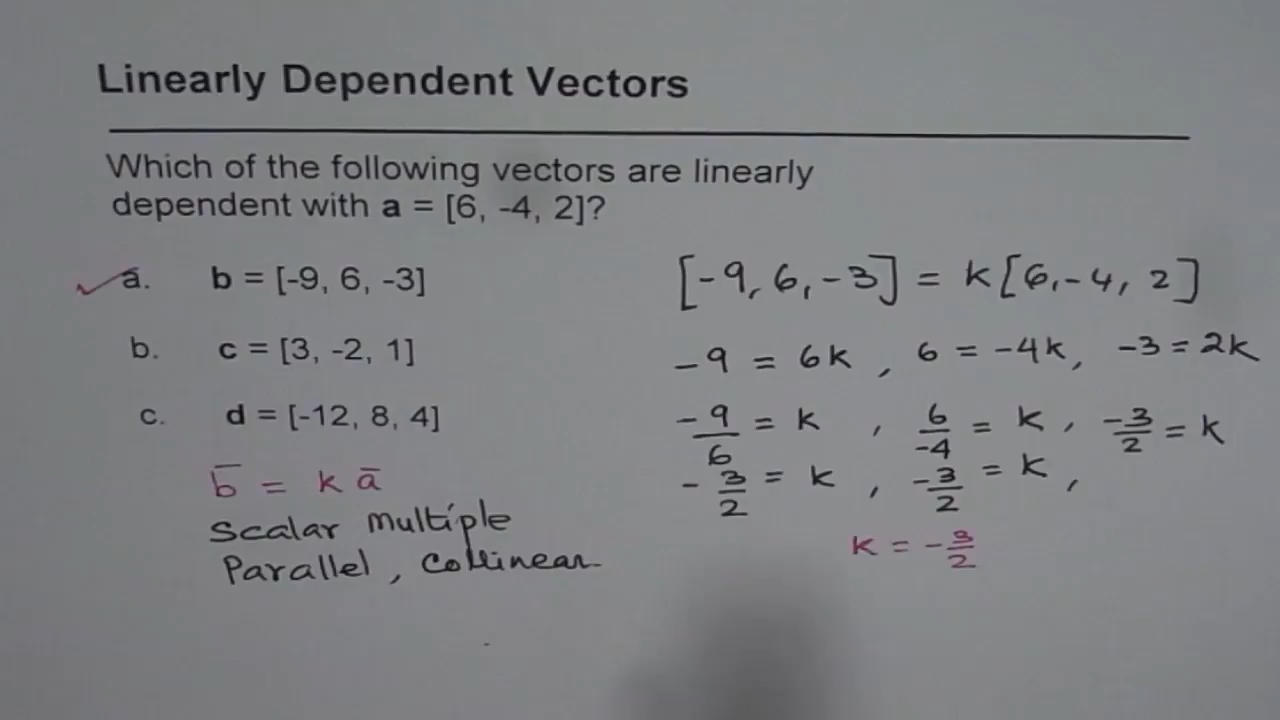 Linearly Dependent Vectors
Which of the following vectors are linearly
dependent with a = [6, -4, 2]?
a. b = [-9, 6, -3]
b. c = [3, -2, 1]
c. d = [-12, 8, 4]
b̄ = k ā
Scalar Multiple
Parallel , Collinear
[-9, 6, -3] = k[6, -4, 2]
-9 = 6k , 6 = -4k, -3 = 2k
-9/6 = k , 6/-4 = k , -3/2 = k
-3/2 = k , -3/2 = k ,
k = -3/2